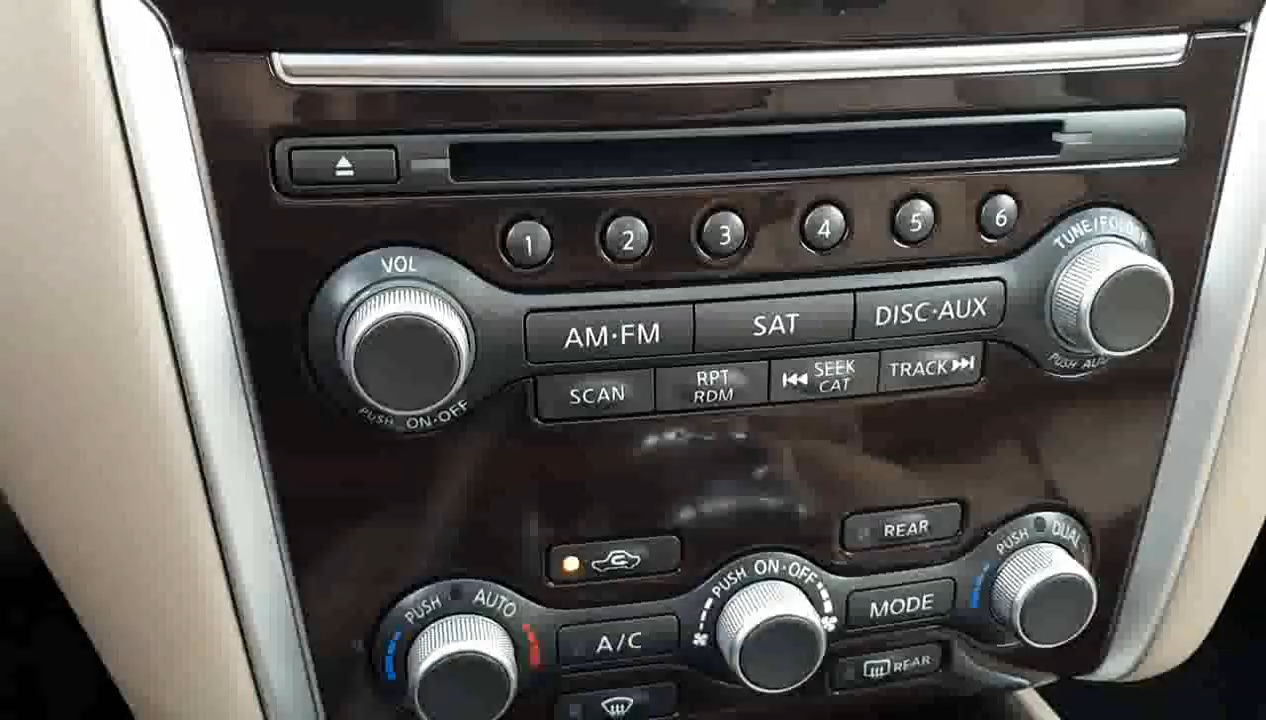 1 2 3 4 5 6
VOL
TUNE/FOLDER
AM·FM SAT DISC·AUX
SCAN RPT RDM SEEK CAT TRACK
PUSH ON·OFF
PUSH AUDIO
REAR
PUSH AUTO
PUSH ON·OFF
PUSH DUAL
A/C
MODE
REAR